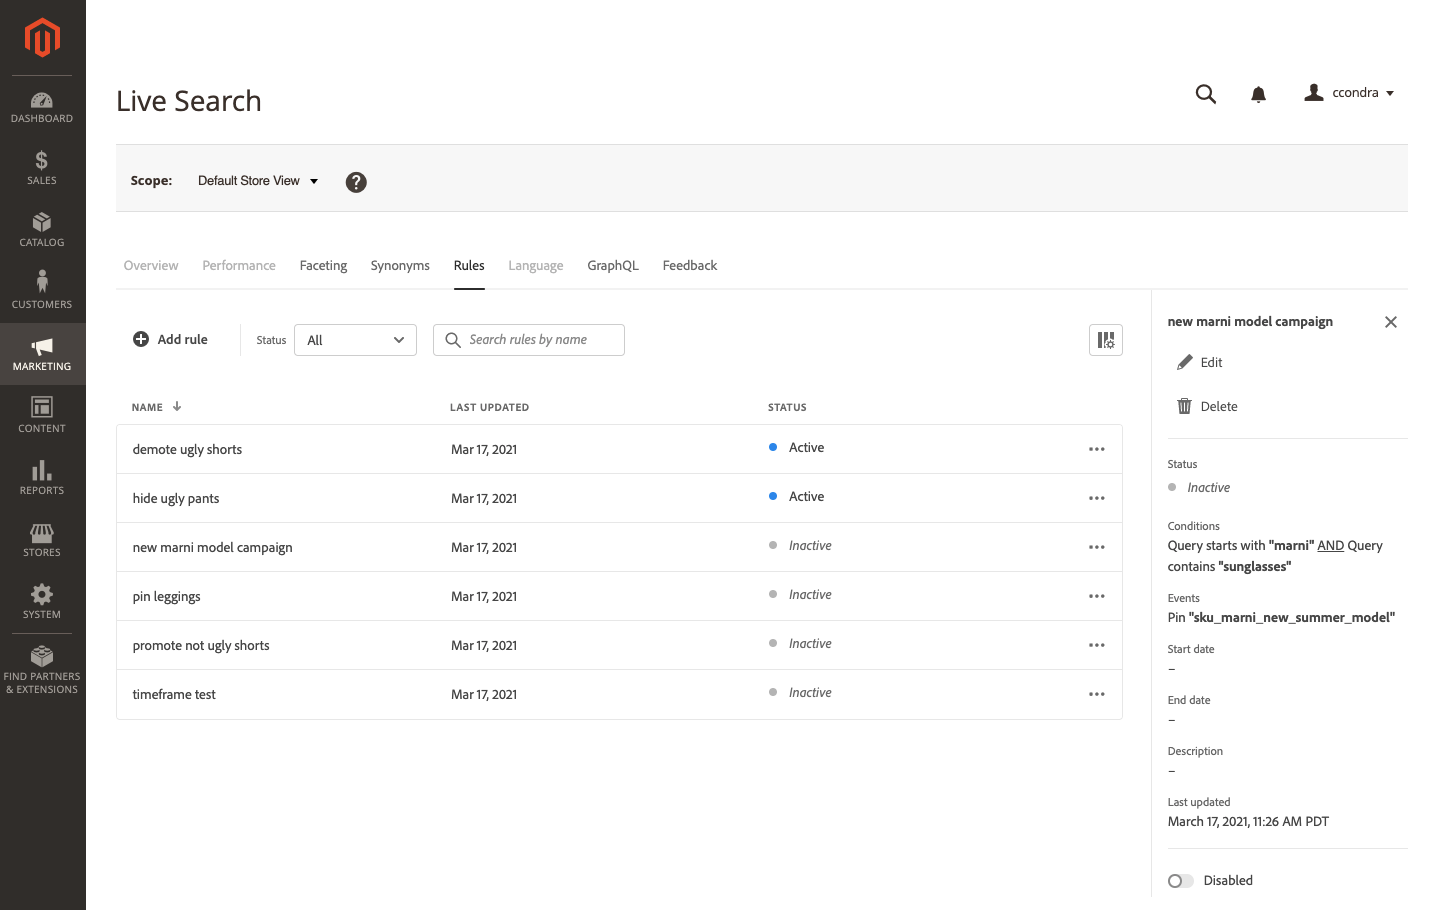 DASHBOARD
SALES
CATALOG
CUSTOMERS
MARKETING
CONTENT
REPORTS
STORES
SYSTEM
FIND PARTNERS
& EXTENSIONS
Live Search
ccondra
Scope: Default Store View ?
Overview Performance Faceting Synonyms Rules Language GraphQL Feedback
Add rule Status All Search rules by name
NAME LAST UPDATED STATUS
demote ugly shorts Mar 17, 2021 Active
hide ugly pants Mar 17, 2021 Active
new marni model campaign Mar 17, 2021 Inactive
pin leggings Mar 17, 2021 Inactive
promote not ugly shorts Mar 17, 2021 Inactive
timeframe test Mar 17, 2021 Inactive
new marni model campaign
Edit
Delete
Status
Inactive
Conditions
Query starts with "marni" AND Query
contains "sunglasses"
Events
Pin "sku_marni_new_summer_model"
Start date
–
End date
–
Description
–
Last updated
March 17, 2021, 11:26 AM PDT
Disabled